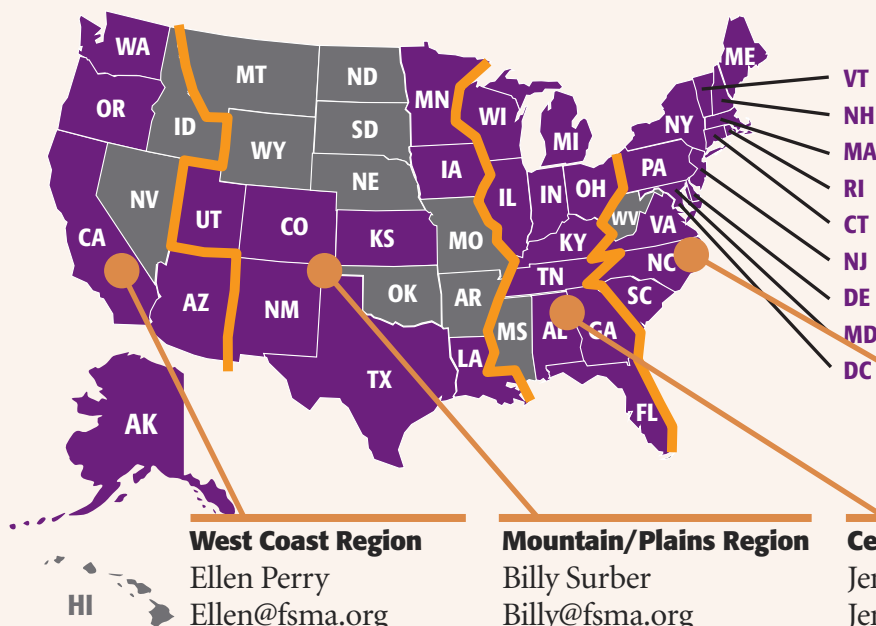 WA
MT
ND
MN
ME
VT
OR
ID
SD
WI
MI
NY
NH
WY
MA
NV
NE
IA
IL
IN
OH
PA
RI
CA
UT
CO
KS
MO
KY
WV
VA
CT
NJ
AZ
NM
OK
AR
TN
NC
DE
SC
MS
AL
GA
MD
LA
DC
TX
FL
AK
HI
West Coast Region
Ellen Perry
Ellen@fsma.org
Mountain/Plains Region
Billy Surber
Billy@fsma.org
Ce
Jer
Jer